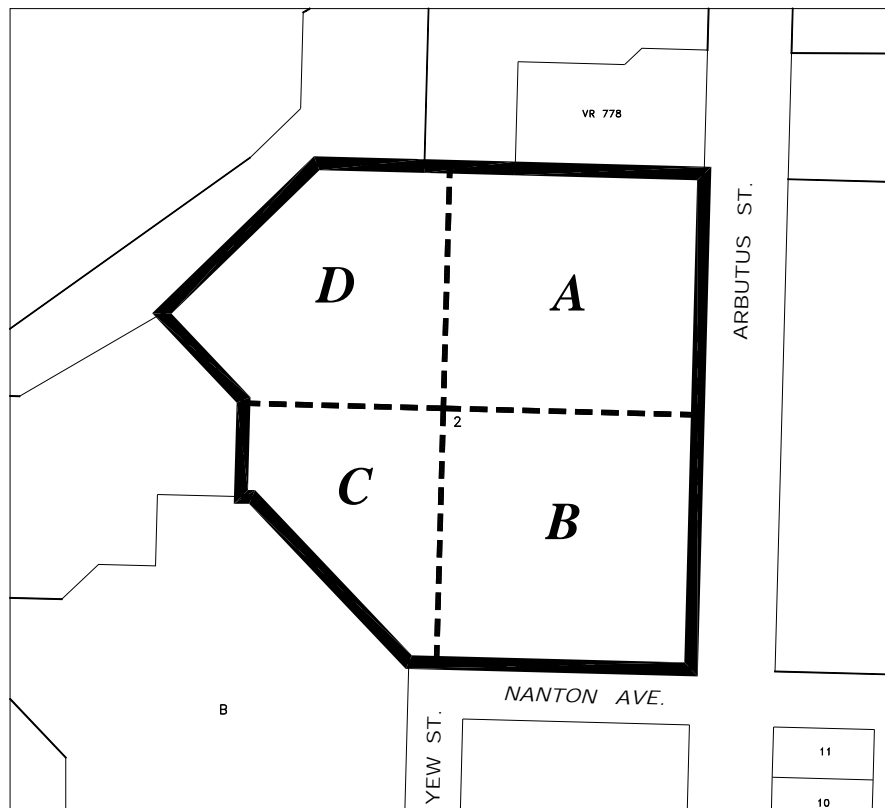 VR 778
ARBUTUS ST.
D
A
2
C
B
NANTON AVE.
B
YEW ST.
11
10